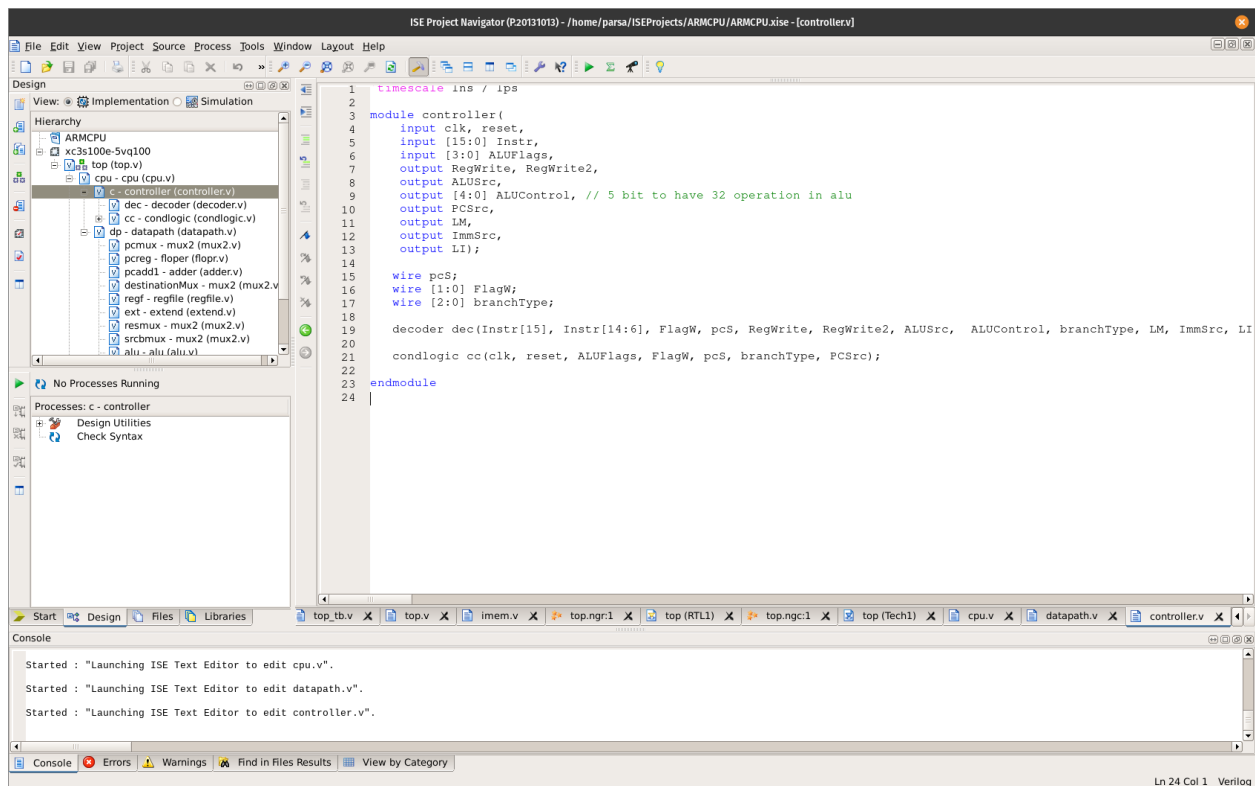 ISE Project Navigator (P.20131013) - /home/parsa/ISEProjects/ARMCPU/ARMCPU.xise - [controller.v]
File Edit View Project Source Process Tools Window Layout Help
»
Design
View: Implementation Simulation
Hierarchy
ARMCPU
xc3s100e-5vq100
top (top.v)
cpu - cpu (cpu.v)
c - controller (controller.v)
dec - decoder (decoder.v)
cc - condlogic (condlogic.v)
dp - datapath (datapath.v)
pcmux - mux2 (mux2.v)
pcreg - floper (flopr.v)
pcadd1 - adder (adder.v)
destinationMux - mux2 (mux2.v
regf - regfile (regfile.v)
ext - extend (extend.v)
resmux - mux2 (mux2.v)
srcbmux - mux2 (mux2.v)
alu - alu (alu.v)
No Processes Running
Processes: c - controller
Design Utilities
Check Syntax
Start Design Files Libraries
1 `timescale 1ns / 1ps
2
3 module controller(
4 input clk, reset,
5 input [15:0] Instr,
6 input [3:0] ALUFlags,
7 output RegWrite, RegWrite2,
8 output ALUSrc,
9 output [4:0] ALUControl, // 5 bit to have 32 operation in alu
10 output PCSrc,
11 output LM,
12 output ImmSrc,
13 output LI);
14
15 wire pcS;
16 wire [1:0] FlagW;
17 wire [2:0] branchType;
18
19 decoder dec(Instr[15], Instr[14:6], FlagW, pcS, RegWrite, RegWrite2, ALUSrc, ALUControl, branchType, LM, ImmSrc, LI
20
21 condlogic cc(clk, reset, ALUFlags, FlagW, pcS, branchType, PCSrc);
22
23 endmodule
24
top_tb.v top.v imem.v top.ngr:1 top (RTL1) top.ngc:1 top (Tech1) cpu.v datapath.v controller.v
Console
Started : "Launching ISE Text Editor to edit cpu.v".
Started : "Launching ISE Text Editor to edit datapath.v".
Started : "Launching ISE Text Editor to edit controller.v".
Console Errors Warnings Find in Files Results View by Category
Ln 24 Col 1 Verilog